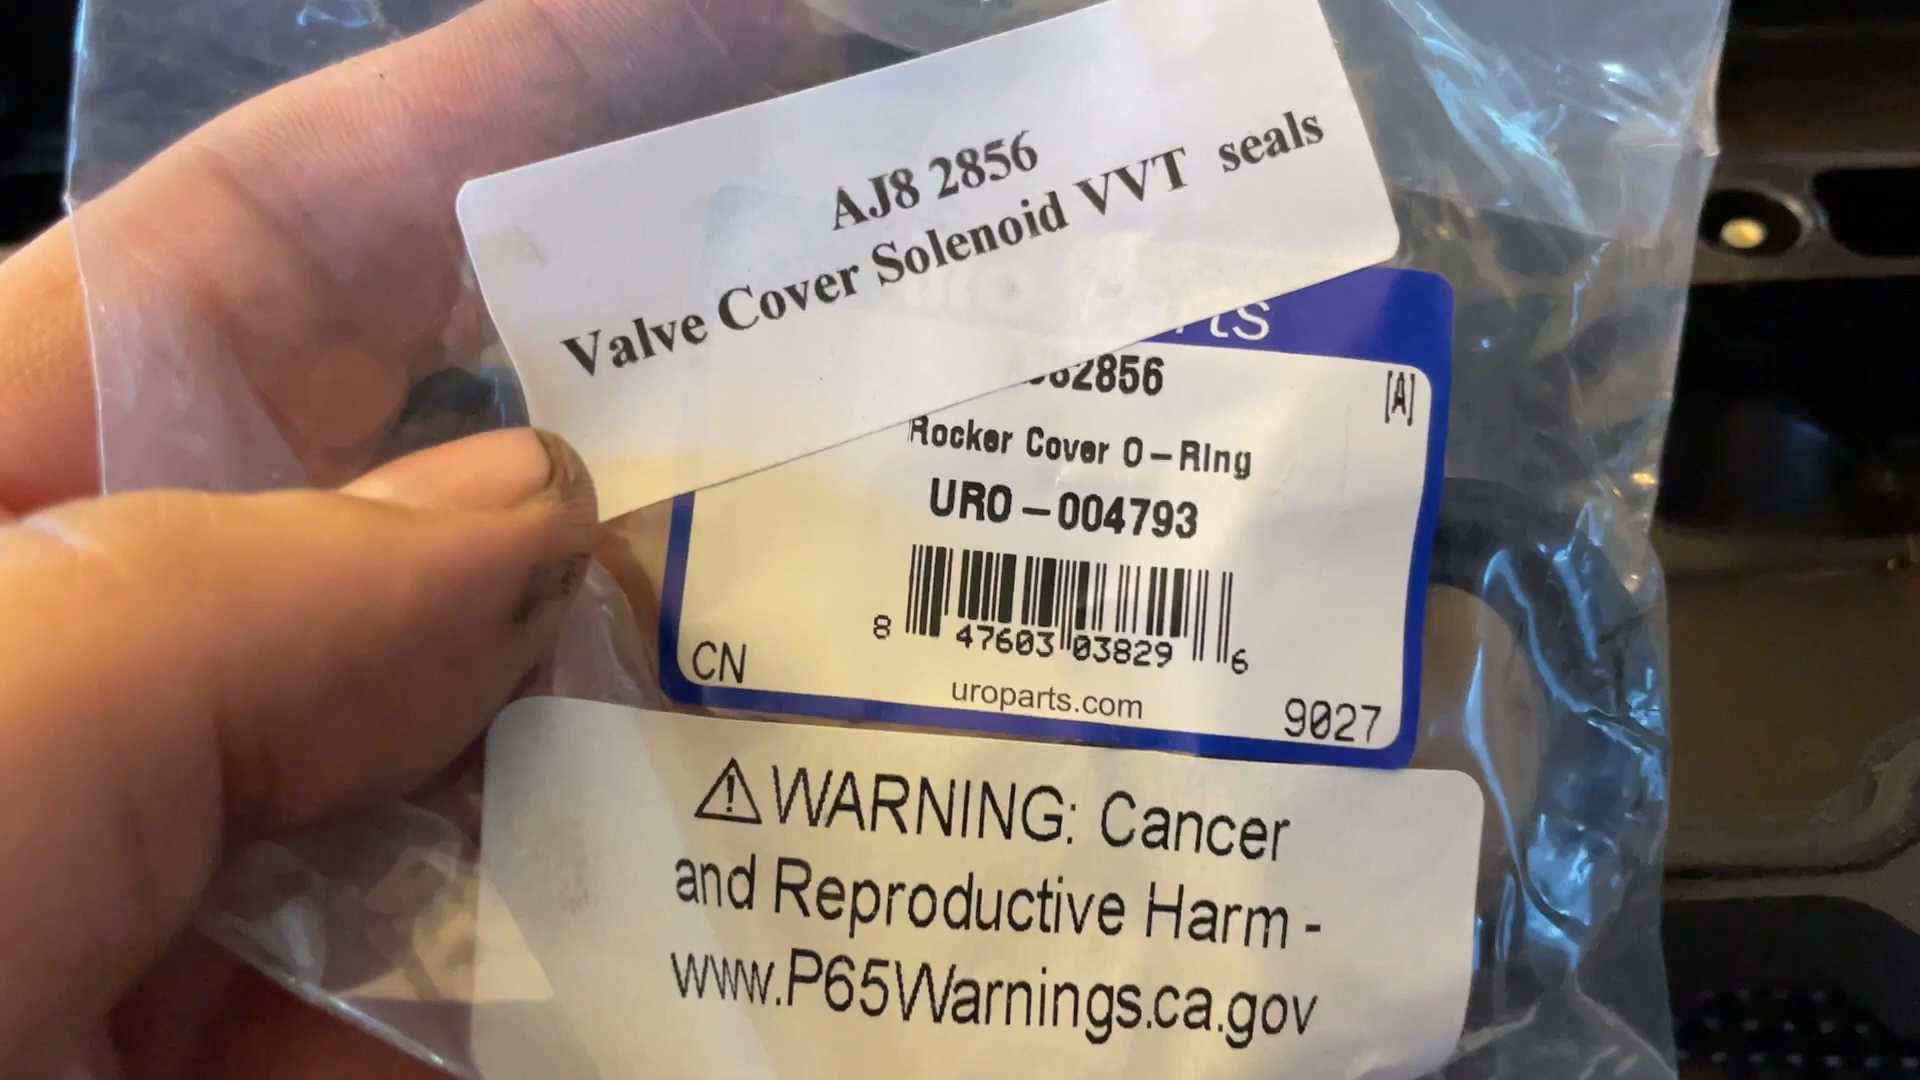 AJ8 2856
Valve Cover Solenoid VVT seals
[A]
Rocker Cover O-Ring
URO-004793
8 47603 03829 6
CN
uroparts.com
9027
⚠WARNING: Cancer
and Reproductive Harm -
www.P65Warnings.ca.gov